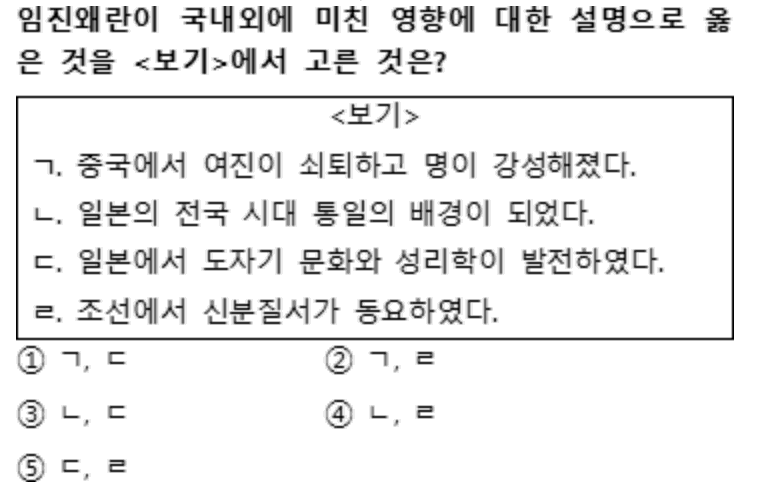 임진왜란이 국내외에 미친 영향에 대한 설명으로 옳
은 것을 <보기>에서 고른 것은?
<보기>
ㄱ. 중국에서 여진이 쇠퇴하고 명이 강성해졌다.
ㄴ. 일본의 전국 시대 통일의 배경이 되었다.
ㄷ. 일본에서 도자기 문화와 성리학이 발전하였다.
ㄹ. 조선에서 신분질서가 동요하였다.
① ㄱ, ㄷ ② ㄱ, ㄹ
③ ㄴ, ㄷ ④ ㄴ, ㄹ
⑤ ㄷ, ㄹ